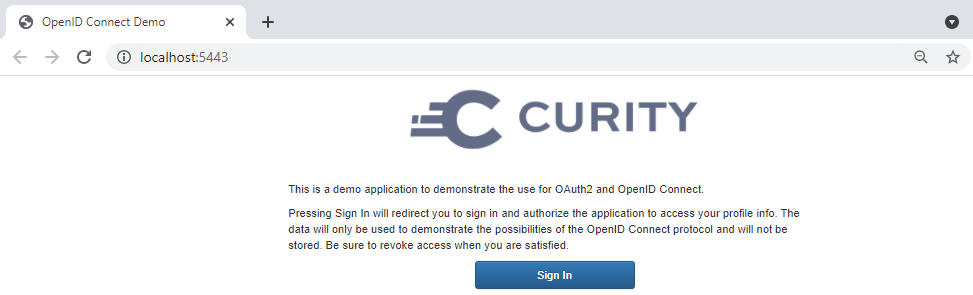 OpenID Connect Demo
localhost:5443
CURITY
This is a demo application to demonstrate the use for OAuth2 and OpenID Connect.
Pressing Sign In will redirect you to sign in and authorize the application to access your profile info. The
data will only be used to demonstrate the possibilities of the OpenID Connect protocol and will not be
stored. Be sure to revoke access when you are satisfied.
Sign In